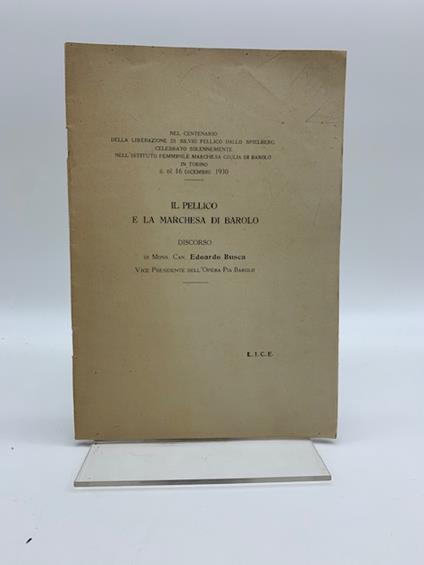 NEL CENTENARIO
DELLA LIBERAZIONE DI SILVIO PELLICO DALLO SPIELBERG
CELEBRATO SOLENNEMENTE
NELL'ISTITUTO FEMMINILE MARCHESA GIULIA DI BAROLO
IN TORINO
IL DÌ 16 DICEMBRE 1930
IL PELLICO
E LA MARCHESA DI BAROLO
DISCORSO
DI MONS. CAN. Edoardo Busca
VICE PRESIDENTE DELL'OPERA PIA BAROLO
L. I. C. E.